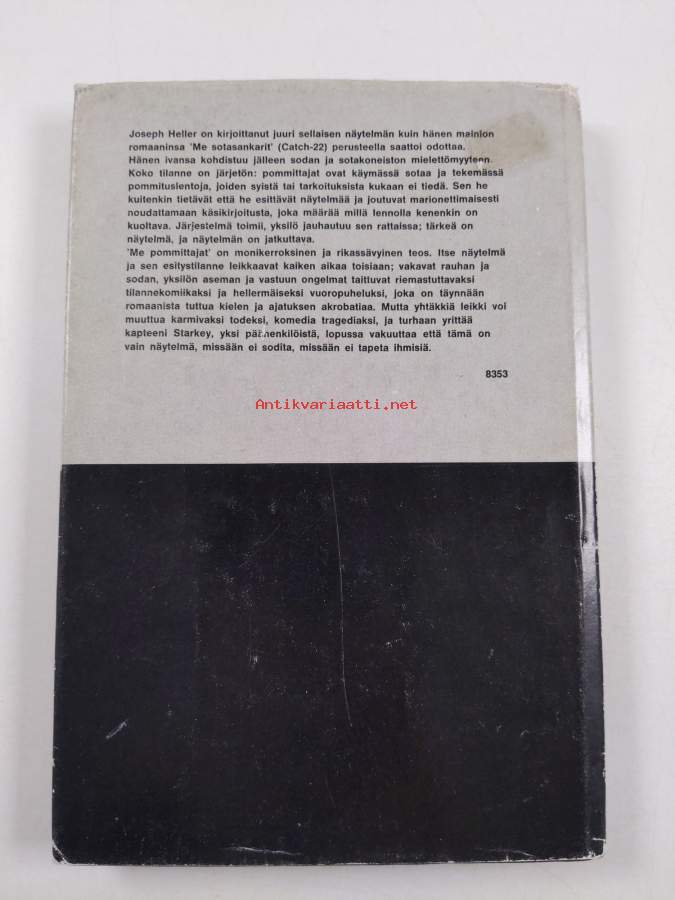 Joseph Heller on kirjoittanut juuri sellaisen näytelmän kuin hänen mainion
romaaninsa 'Me sotasankarit' (Catch-22) perusteella saattoi odottaa.
Hänen ivansa kohdistuu jälleen sodan ja sotakoneiston mielettömyyteen.
Koko tilanne on järjetön: pommittajat ovat käymässä sotaa ja tekemässä
pommituslentoja, joiden syistä tai tarkoituksista kukaan ei tiedä. Sen he
kuitenkin tietävät että he esittävät näytelmää ja joutuvat marionettimaisesti
noudattamaan käsikirjoitusta, joka määrää millä lennolla kenenkin on
kuoltava. Järjestelmä toimii, yksilö jauhautuu sen rattaissa; tärkeä on
näytelmä, ja näytelmän on jatkuttava.
'Me pommittajat' on monikerroksinen ja rikassävyinen teos. Itse näytelmä
ja sen esitystilanne leikkaavat kaiken aikaa toisiaan; vakavat rauhan ja
sodan, yksilön aseman ja vastuun ongelmat taittuvat riemastuttavaksi
tilannekomiikaksi ja hellermäiseksi vuoropuheluksi, joka on täynnään
romaanista tuttua kielen ja ajatuksen akrobatiaa. Mutta yhtäkkiä leikki voi
muuttua karmivaksi todeksi, komedia tragediaksi, ja turhaan yrittää
kapteeni Starkey, yksi päähenkilöistä, lopussa vakuuttaa että tämä on
vain näytelmä, missään ei sodita, missään ei tapeta ihmisiä.
8353
Antikvariaatti.net